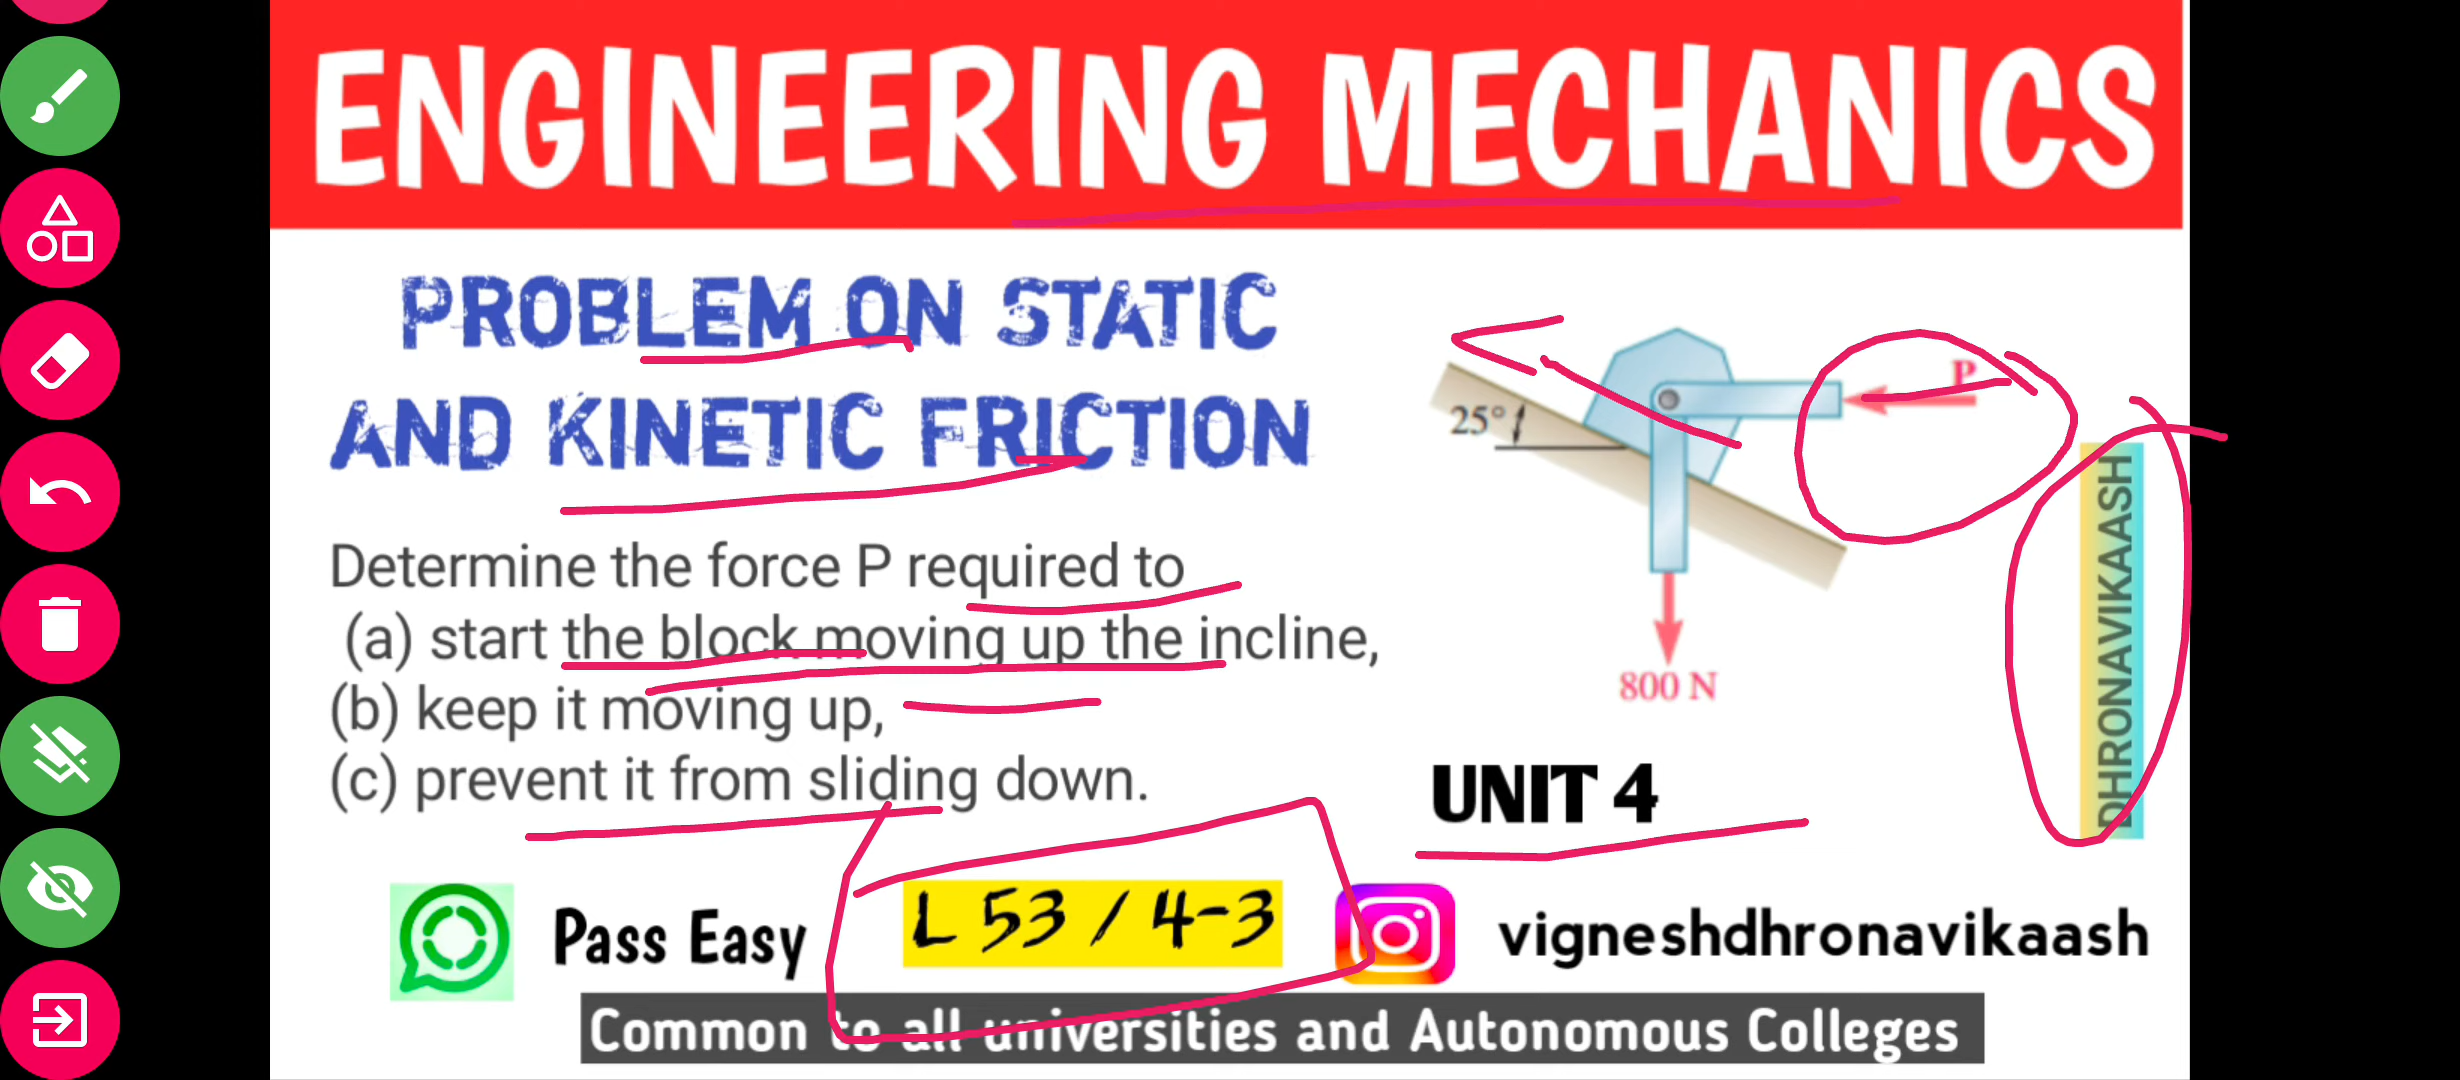 ENGINEERING MECHANICS
PROBLEM ON STATIC
AND KINETIC FRICTION
Determine the force P required to
(a) start the block moving up the incline,
(b) keep it moving up,
(c) prevent it from sliding down.
25°
P
800 N
DHRONAVIKAASH
UNIT 4
Pass Easy
L 53 / 4-3
vigneshdhronavikaash
Common to all universities and Autonomous Colleges